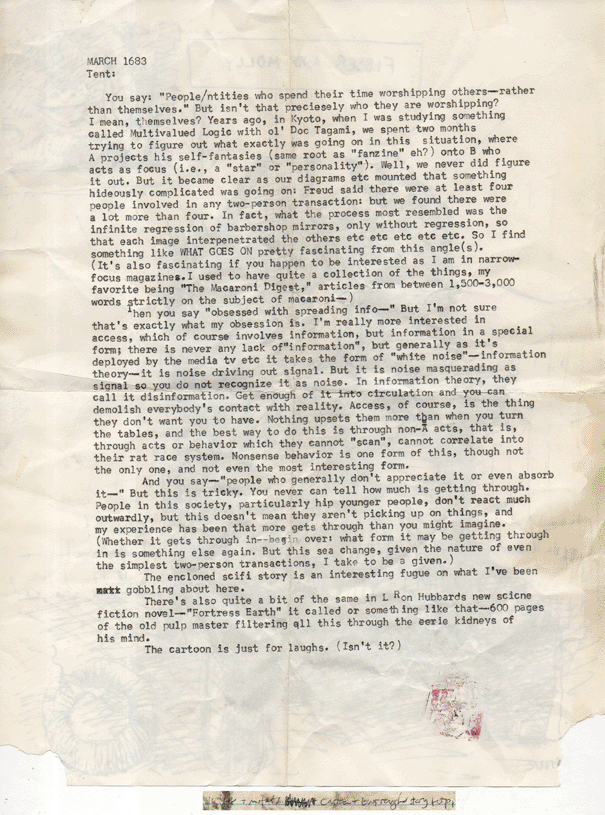 MARCH 1683
Tent:
You say: "People/ntities who spend their time worshipping others—rather
than themselves." But isn't that preciesely who they are worshipping?
I mean, themselves? Years ago, in Kyoto, when I was studying something
called Multivalued Logic with ol' Doc Tagami, we spent two months
trying to figure out what exactly was going on in this situation, where
A projects his self-fantasies (same root as "fanzine" eh?) onto B who
acts as focus (i.e., a "star" or "personality"). Well, we never did figure
it out. But it became clear as our diagrams etc mounted that something
hideously complicated was going on: Freud said there were at least four
people involved in any two-person transaction: but we found there were
a lot more than four. In fact, what the process most resembled was the
infinite regression of barbershop mirrors, only without regression, so
that each image interpenetrated the others etc etc etc etc etc. So I find
something like WHAT GOES ON pretty fascinating from this angle(s).
(It's also fascinating if you happen to be interested as I am in narrow-
focus magazines. I used to have quite a collection of the things, my
favorite being "The Macaroni Digest," articles from between 1,500-3,000
words strictly on the subject of macaroni—)
hen you say "obsessed with spreading info—" But I'm not sure
that's exactly what my obsession is. I'm really more interested in
access, which of course involves information, but information in a special
form; there is never any lack of"information", but generally as it's
deployed by the media tv etc it takes the form of "white noise"—information
theory—it is noise driving out signal. But it is noise masquerading as
signal so you do not recognize it as noise. In information theory, they
call it disinformation. Get enough of it into circulation and you can
demolish everybody's contact with reality. Access, of course, is the thing
they don't want you to have. Nothing upsets them more than when you turn
the tables, and the best way to do this is through non-A acts, that is,
through acts or behavior which they cannot "scan", cannot correlate into
their rat race system. Nonsense behavior is one form of this, though not
the only one, and not even the most interesting form.
And you say—"people who generally don't appreciate it or even absorb
it—" But this is tricky. You never can tell how much is getting through.
People in this society, particularly hip younger people, don't react much
outwardly, but this doesn't mean they aren't picking up on things, and
my experience has been that more gets through than you might imagine.
(Whether it gets through in--begin over: what form it may be getting through
in is something else again. But this sea change, given the nature of even
the simplest two-person transactions, I take to be a given.)
The encloned scifi story is an interesting fugue on what I've been
gobbling about here.
There's also quite a bit of the same in L Ron Hubbards new scicne
fiction novel—"Fortress Earth" it called or something like that—600 pages
of the old pulp master filtering qll this through the eerie kidneys of
his mind.
The cartoon is just for laughs. (Isn't it?)